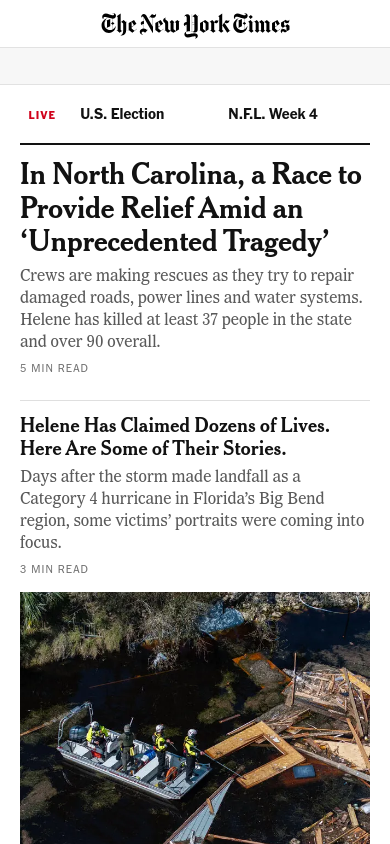 The New York Times
LIVE U.S. Election N.F.L. Week 4
In North Carolina, a Race to
Provide Relief Amid an
‘Unprecedented Tragedy’
Crews are making rescues as they try to repair
damaged roads, power lines and water systems.
Helene has killed at least 37 people in the state
and over 90 overall.
5 MIN READ
Helene Has Claimed Dozens of Lives.
Here Are Some of Their Stories.
Days after the storm made landfall as a
Category 4 hurricane in Florida’s Big Bend
region, some victims’ portraits were coming into
focus.
3 MIN READ